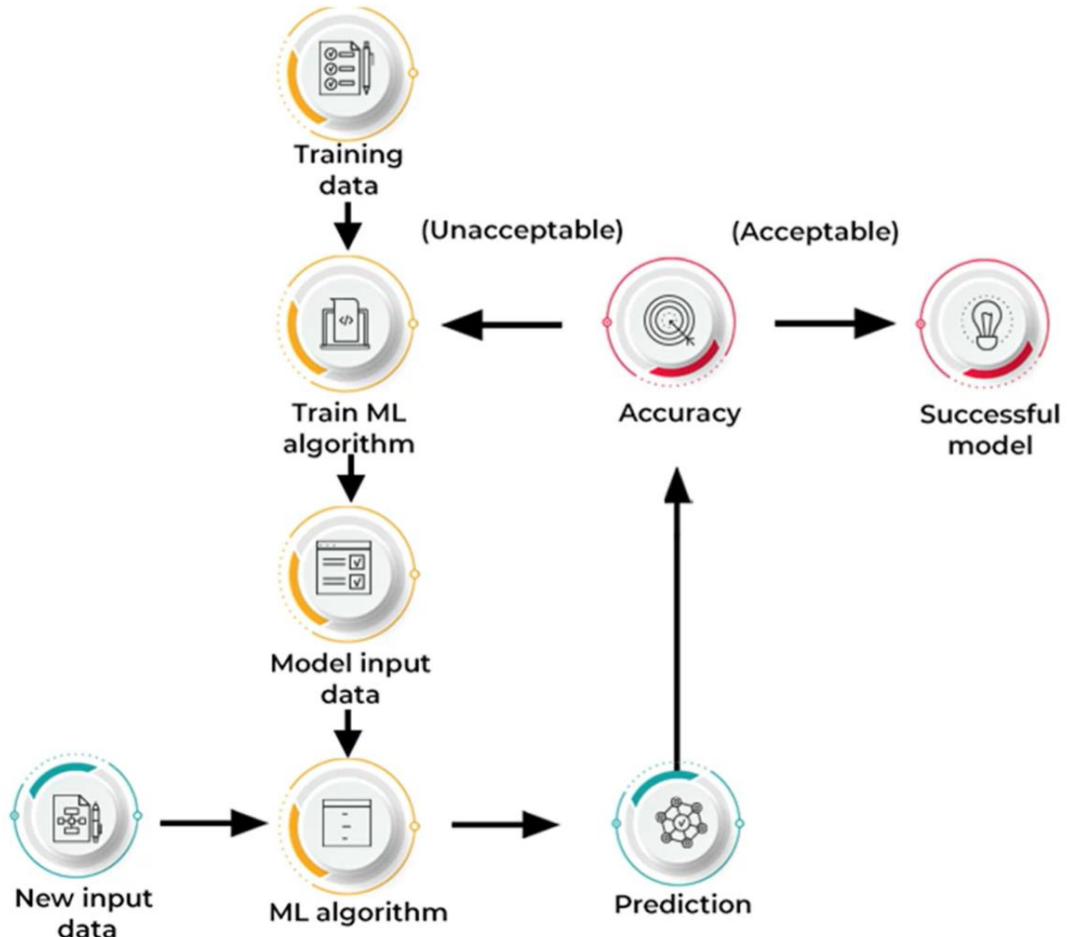 Training
data
(Unacceptable)
(Acceptable)
Train ML
algorithm
Accuracy
Successful
model
Model input
data
New input
data
ML algorithm
Prediction